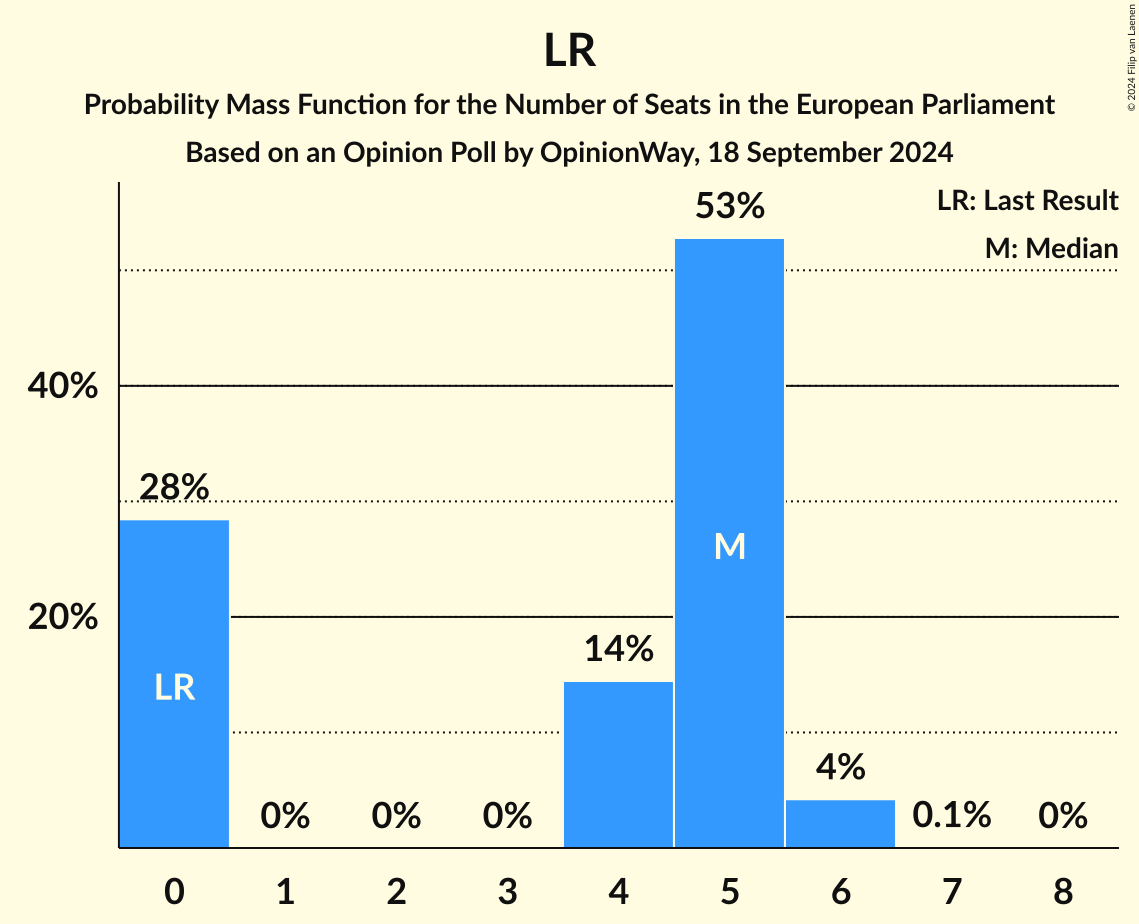 LR
Probability Mass Function for the Number of Seats in the European Parliament
Based on an Opinion Poll by OpinionWay, 18 September 2024
© 2024 Filip van Laenen
LR: Last Result
M: Median
53%
40%
28%
M
20%
14%
LR
4%
0%
0%
0%
0.1%
0%
0 1 2 3 4 5 6 7 8